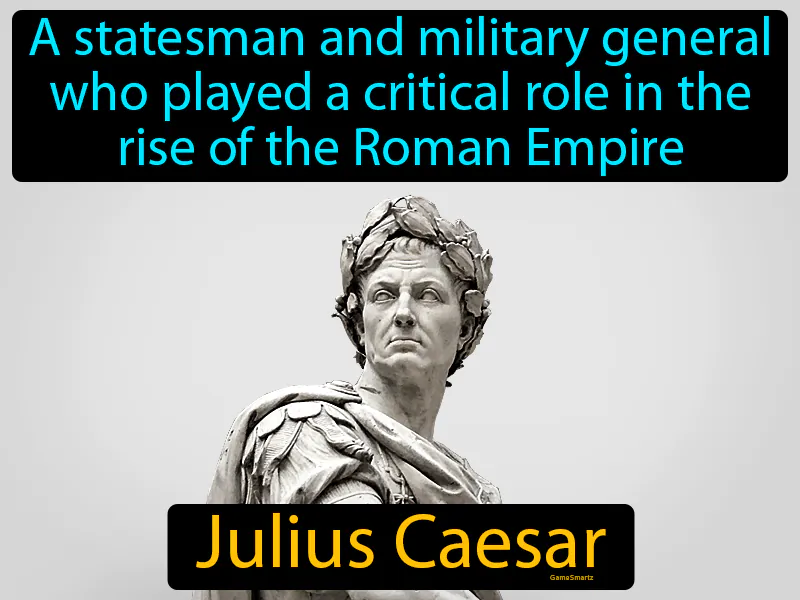 A statesman and military general
who played a critical role in the
rise of the Roman Empire
Julius Caesar
GameSmartz